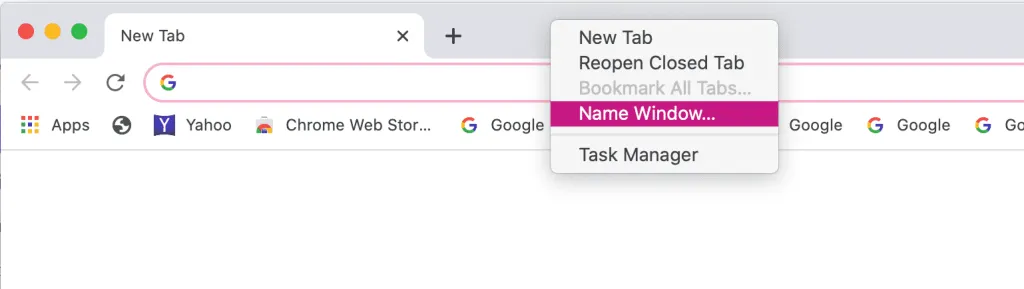 New Tab
New Tab
Reopen Closed Tab
Bookmark All Tabs...
Name Window...
Task Manager
Apps Yahoo Chrome Web Stor... Google Google Google Go